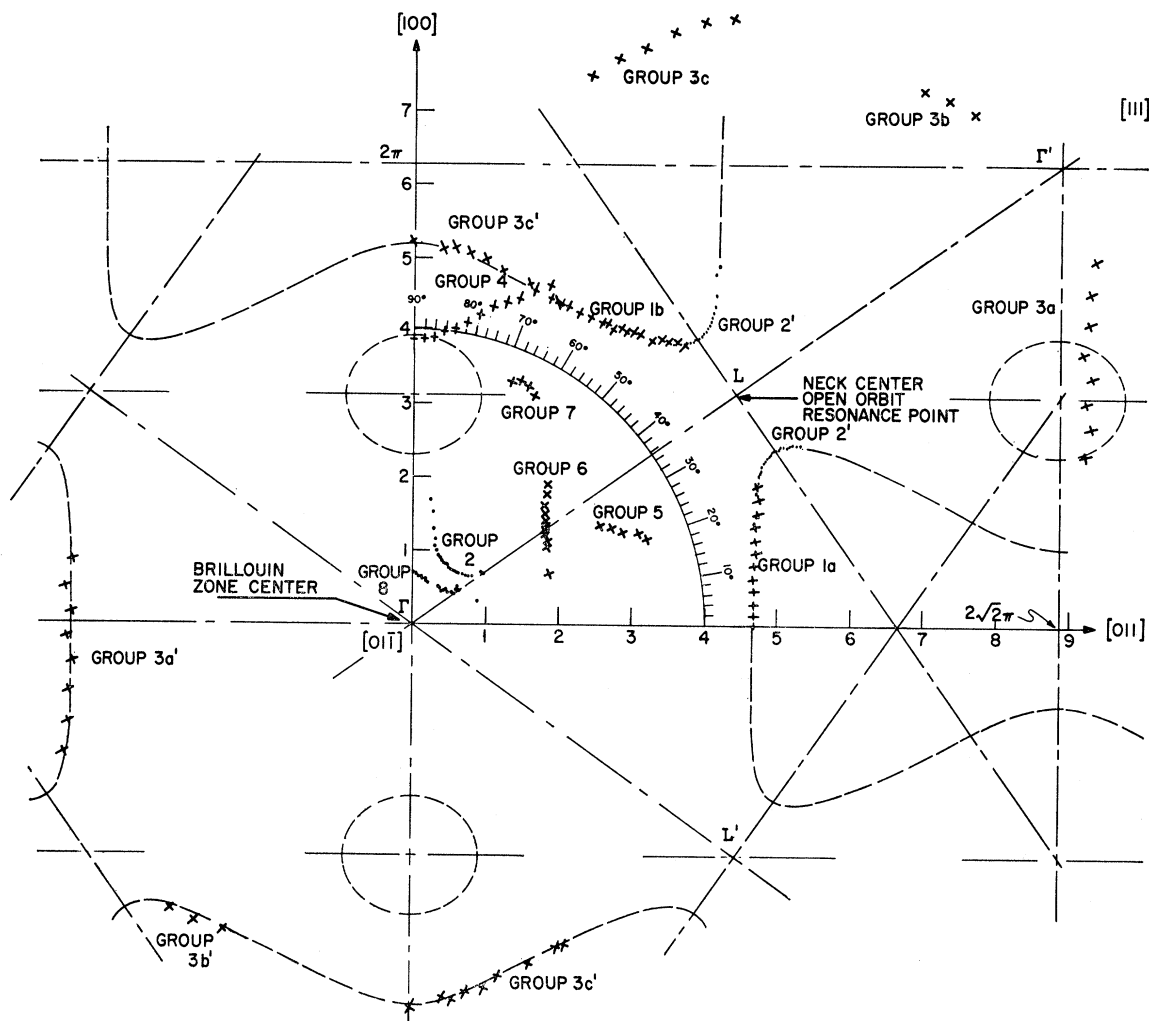 [100]
GROUP 3c
7
GROUP 3b
[111]
2π
Γ'
6
GROUP 3c'
5
GROUP 4
GROUP 3a
90°
80°
GROUP 1b
70°
GROUP 2'
4
60°
L
NECK CENTER
OPEN ORBIT
RESONANCE POINT
50°
3
GROUP 7
40°
GROUP 2'
30°
GROUP 6
2
GROUP 5
20°
GROUP
2
1
GROUP
8
10°
GROUP 1a
BRILLOUIN
ZONE CENTER
Γ
2√2π
[011̅]
1 2 3 4 5 6 7 8 9
[011]
GROUP 3a'
L'
GROUP
3b'
GROUP 3c'